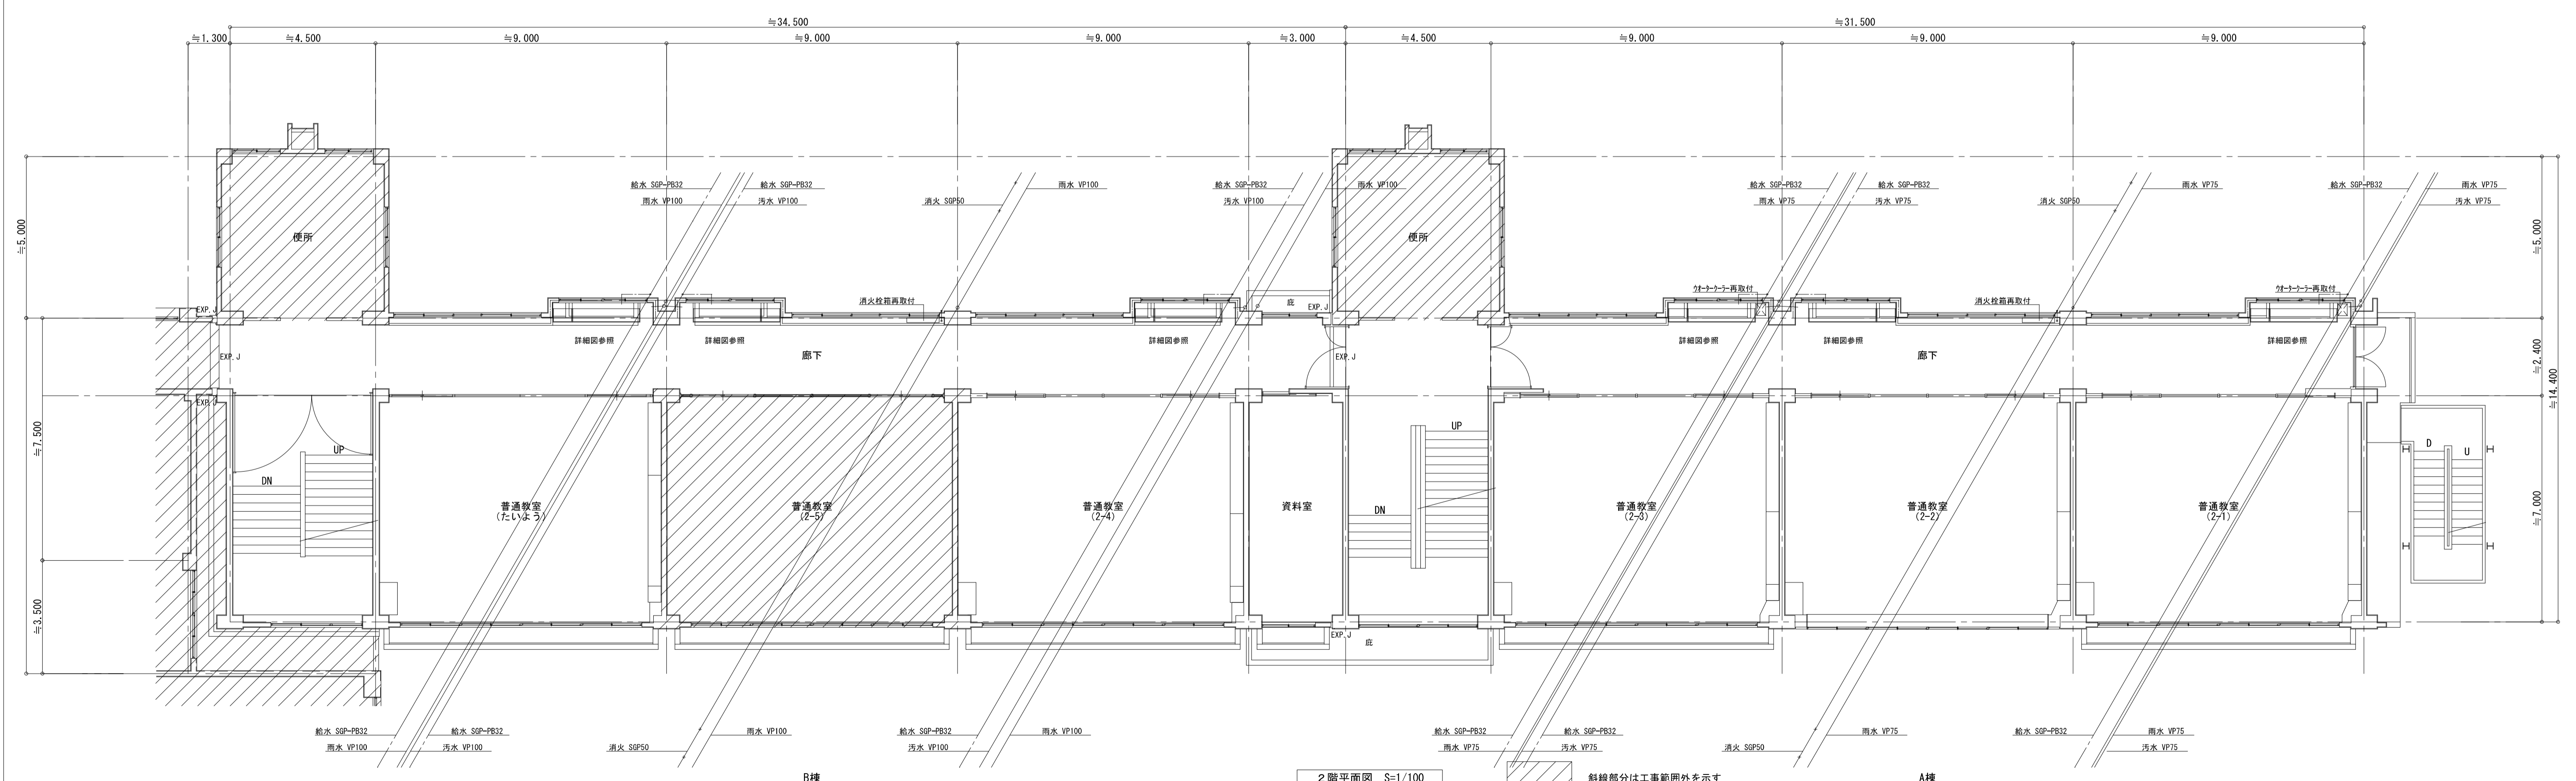 ≒34.500
≒31.500
≒1.300
≒4.500
≒9.000
≒9.000
≒9.000
≒3.000
≒4.500
≒9.000
≒9.000
≒9.000
給水 SGP-PB32
給水 SGP-PB32
雨水 VP100
汚水 VP100
消火 SGP50
雨水 VP100
給水 SGP-PB32
雨水 VP100
汚水 VP100
給水 SGP-PB32
給水 SGP-PB32
雨水 VP75
汚水 VP75
消火 SGP50
雨水 VP75
給水 SGP-PB32
雨水 VP75
汚水 VP75
≒5.000
便所
便所
≒5.000
EXP.J
消火栓箱再取付
庇
EXP.J
ウオータークーラー再取付
消火栓箱再取付
ウオータークーラー再取付
EXP.J
詳細図参照
詳細図参照
廊下
詳細図参照
EXP.J
詳細図参照
詳細図参照
廊下
詳細図参照
≒2.400
≒14.400
EXP.J
≒7.500
UP
DN
普通教室
(たいよう)
普通教室
(2-5)
普通教室
(2-4)
資料室
UP
DN
普通教室
(2-3)
普通教室
(2-2)
普通教室
(2-1)
D
U
≒7.000
≒3.500
EXP.J
庇
給水 SGP-PB32
給水 SGP-PB32
雨水 VP100
汚水 VP100
消火 SGP50
雨水 VP100
給水 SGP-PB32
雨水 VP100
汚水 VP100
給水 SGP-PB32
給水 SGP-PB32
雨水 VP75
汚水 VP75
消火 SGP50
雨水 VP75
給水 SGP-PB32
雨水 VP75
汚水 VP75
B棟
２階平面図 S=1/100
斜線部分は工事範囲外を示す
A棟